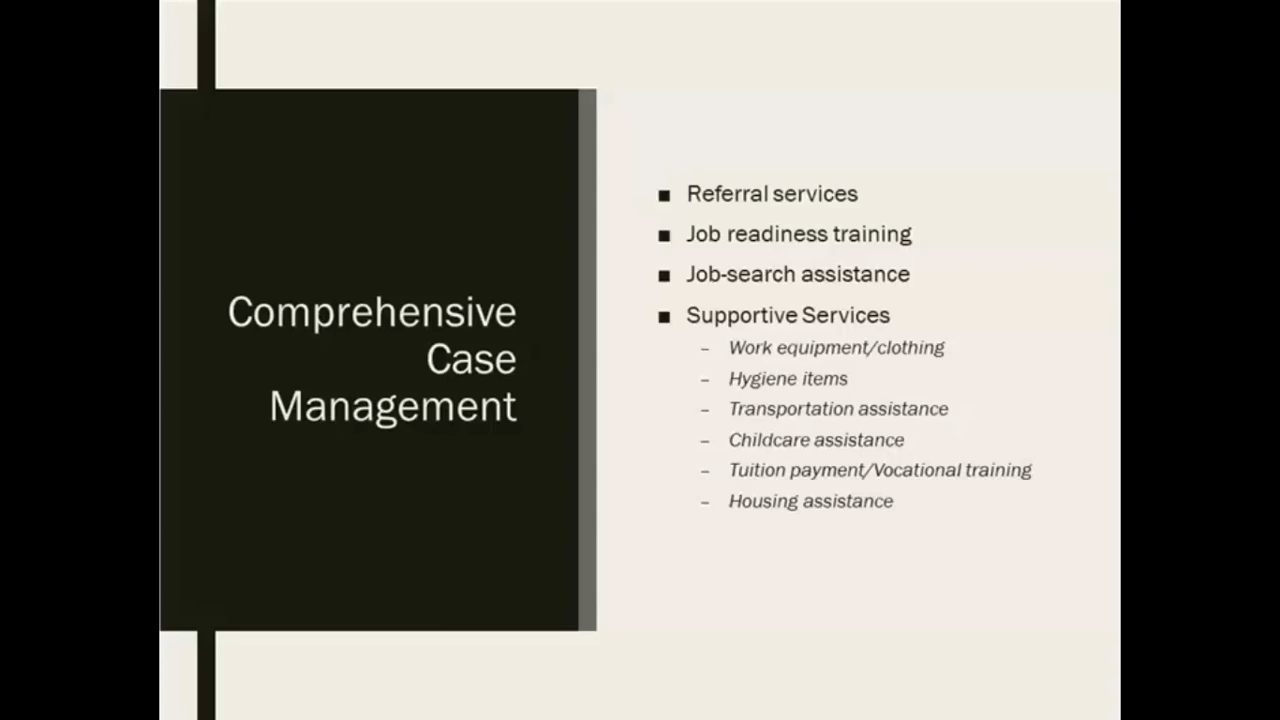 Comprehensive
Case
Management
■ Referral services
■ Job readiness training
■ Job-search assistance
■ Supportive Services
– Work equipment/clothing
– Hygiene items
– Transportation assistance
– Childcare assistance
– Tuition payment/Vocational training
– Housing assistance